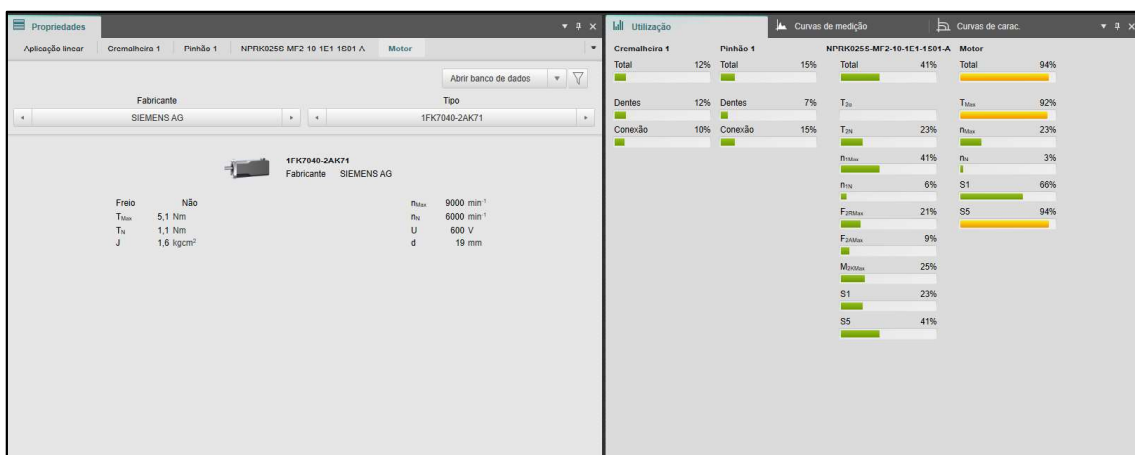 Propriedades
Aplicação linear Cremalheira 1 Pinhão 1 NPRK025S MF2 10 1E1 1S01 A Motor
Abrir banco de dados
Fabricante Tipo
SIEMENS AG 1FK7040-2AK71
1FK7040-2AK71
Fabricante SIEMENS AG
Freio Não nMax 9000 min⁻¹
TMax 5,1 Nm nN 6000 min⁻¹
TN 1,1 Nm U 600 V
J 1,6 kgcm² d 19 mm
Utilização Curvas de medição Curvas de carac.
Cremalheira 1 Pinhão 1 NPRK025S-MF2-10-1E1-1S01-A Motor
Total 12% Total 15% Total 41% Total 94%
Dentes 12% Dentes 7% T2α TMax 92%
Conexão 10% Conexão 15% T2N 23% nMax 23%
n1Max 41% nN 3%
n1N 6% S1 66%
F2RMax 21% S5 94%
F2AMax 9%
M2KMax 25%
S1 23%
S5 41%